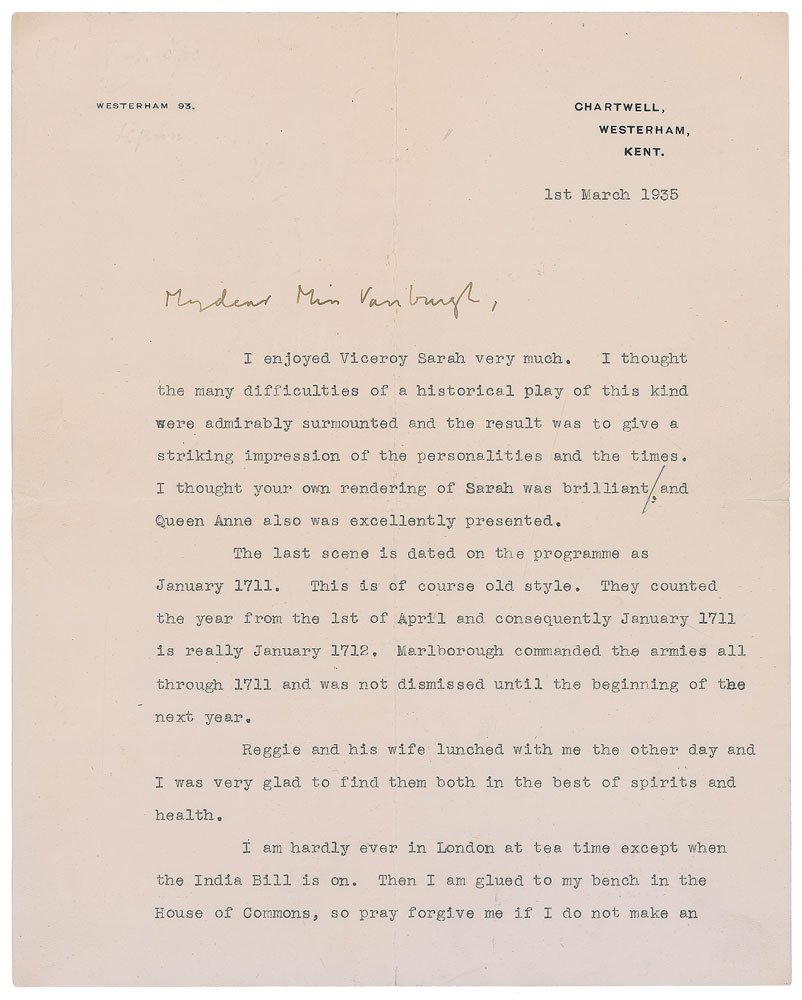 WESTERHAM 93.
CHARTWELL,
WESTERHAM,
KENT.
1st March 1935
My dear Miss Vanbrugh,
I enjoyed Viceroy Sarah very much. I thought
the many difficulties of a historical play of this kind
were admirably surmounted and the result was to give a
striking impression of the personalities and the times.
I thought your own rendering of Sarah was brilliant, and
Queen Anne also was excellently presented.
The last scene is dated on the programme as
January 1711. This is of course old style. They counted
the year from the 1st of April and consequently January 1711
is really January 1712. Marlborough commanded the armies all
through 1711 and was not dismissed until the beginning of the
next year.
Reggie and his wife lunched with me the other day and
I was very glad to find them both in the best of spirits and
health.
I am hardly ever in London at tea time except when
the India Bill is on. Then I am glued to my bench in the
House of Commons, so pray forgive me if I do not make an